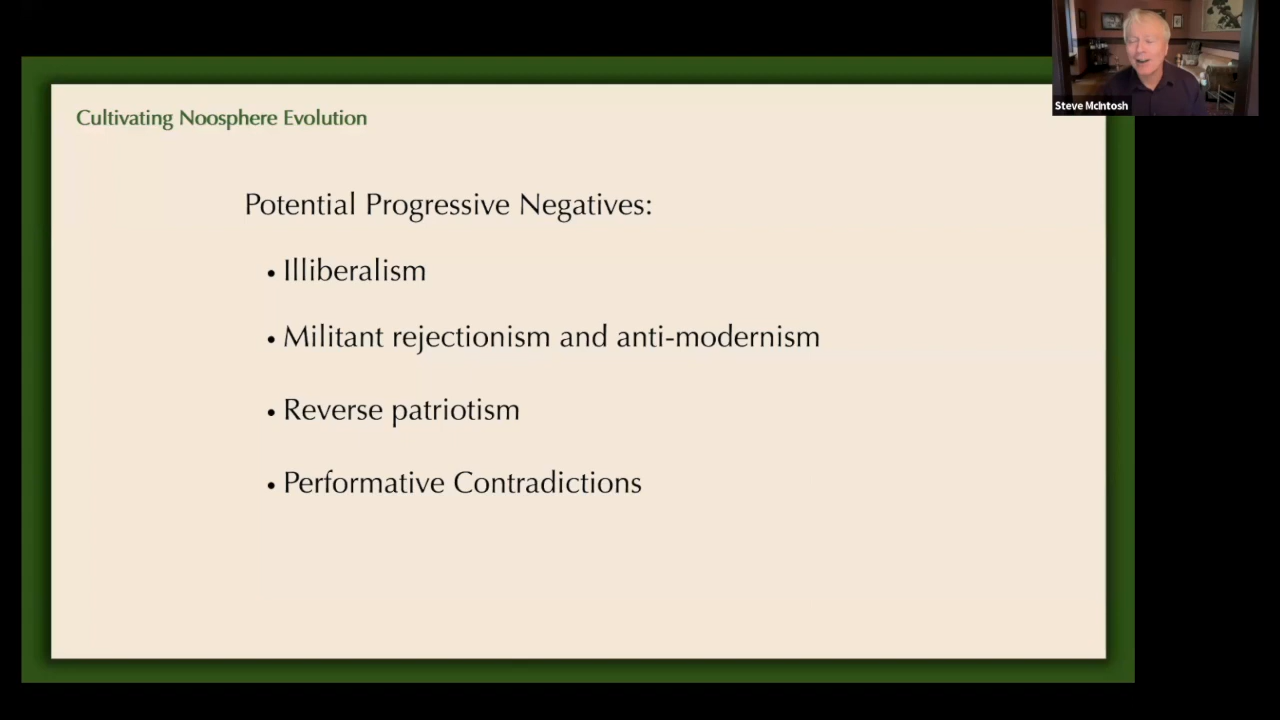 Steve McIntosh
Cultivating Noosphere Evolution
Potential Progressive Negatives:
• Illiberalism
• Militant rejectionism and anti-modernism
• Reverse patriotism
• Performative Contradictions